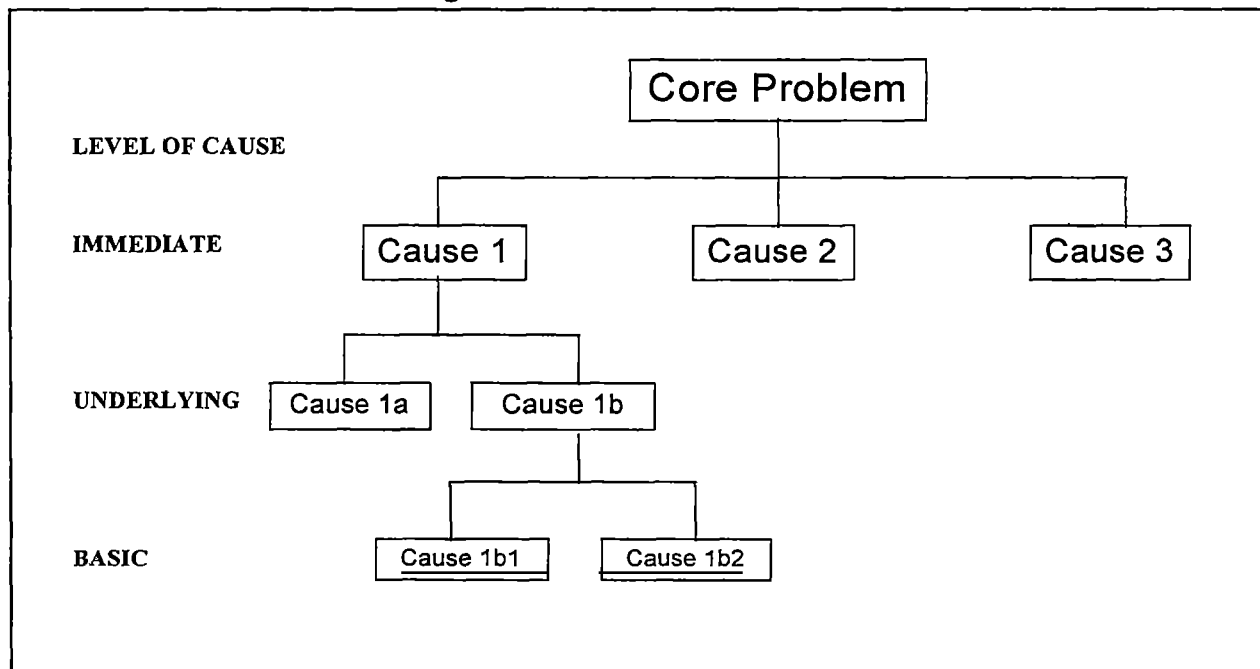 Core Problem
LEVEL OF CAUSE
IMMEDIATE Cause 1 Cause 2 Cause 3
UNDERLYING Cause 1a Cause 1b
BASIC Cause 1b1 Cause 1b2